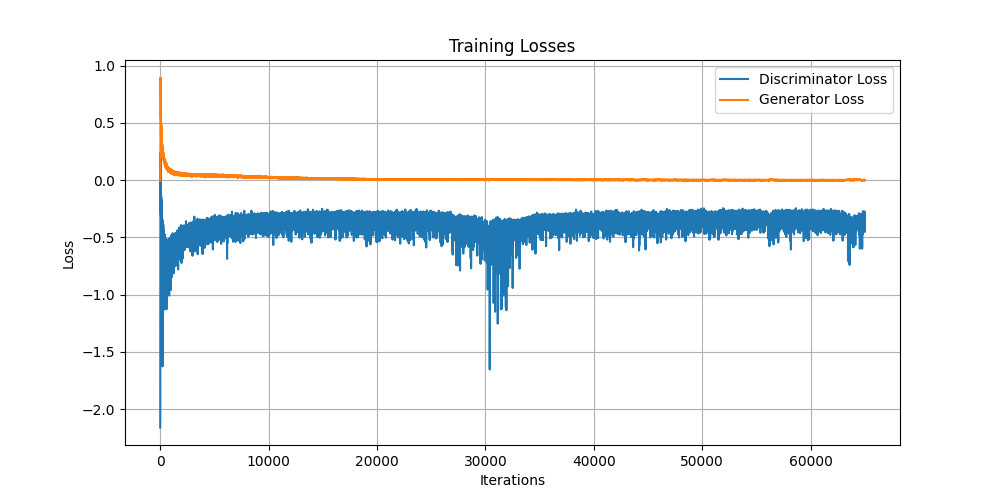 Training Losses
Discriminator Loss
Generator Loss
1.0
0.5
0.0
−0.5
−1.0
−1.5
−2.0
Loss
0
10000
20000
30000
40000
50000
60000
Iterations